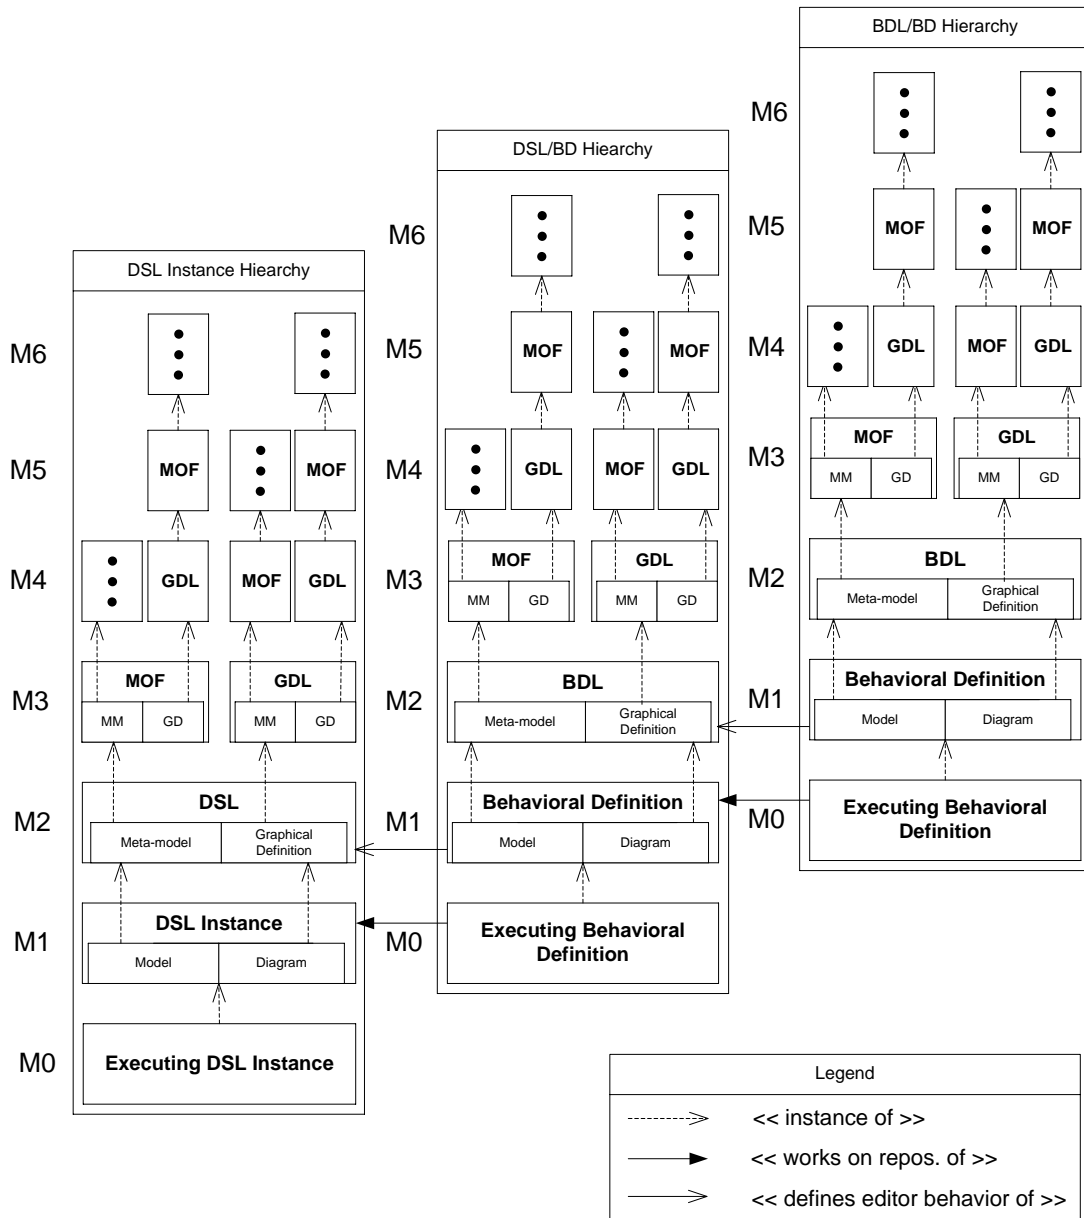 BDL/BD Hierarchy
M6
MOF
M5
MOF
GDL
M4
MOF
GDL
MOF
GDL
M3
MM
GD
MM
GD
BDL
M2
Meta-model
Graphical
Definition
Behavioral Definition
M1
Model
Diagram
Executing Behavioral
Definition
M0
DSL/BD Hiearchy
M6
MOF
M5
MOF
GDL
M4
MOF
GDL
MOF
GDL
M3
MM
GD
MM
GD
BDL
M2
Meta-model
Graphical
Definition
Behavioral Definition
M1
Model
Diagram
Executing Behavioral
Definition
M0
DSL Instance Hiearchy
M6
MOF
M5
MOF
GDL
M4
MOF
GDL
MOF
GDL
M3
MM
GD
MM
GD
DSL
M2
Meta-model
Graphical
Definition
DSL Instance
M1
Model
Diagram
Executing DSL Instance
M0
Legend
<< instance of >>
<< works on repos. of >>
<< defines editor behavior of >>